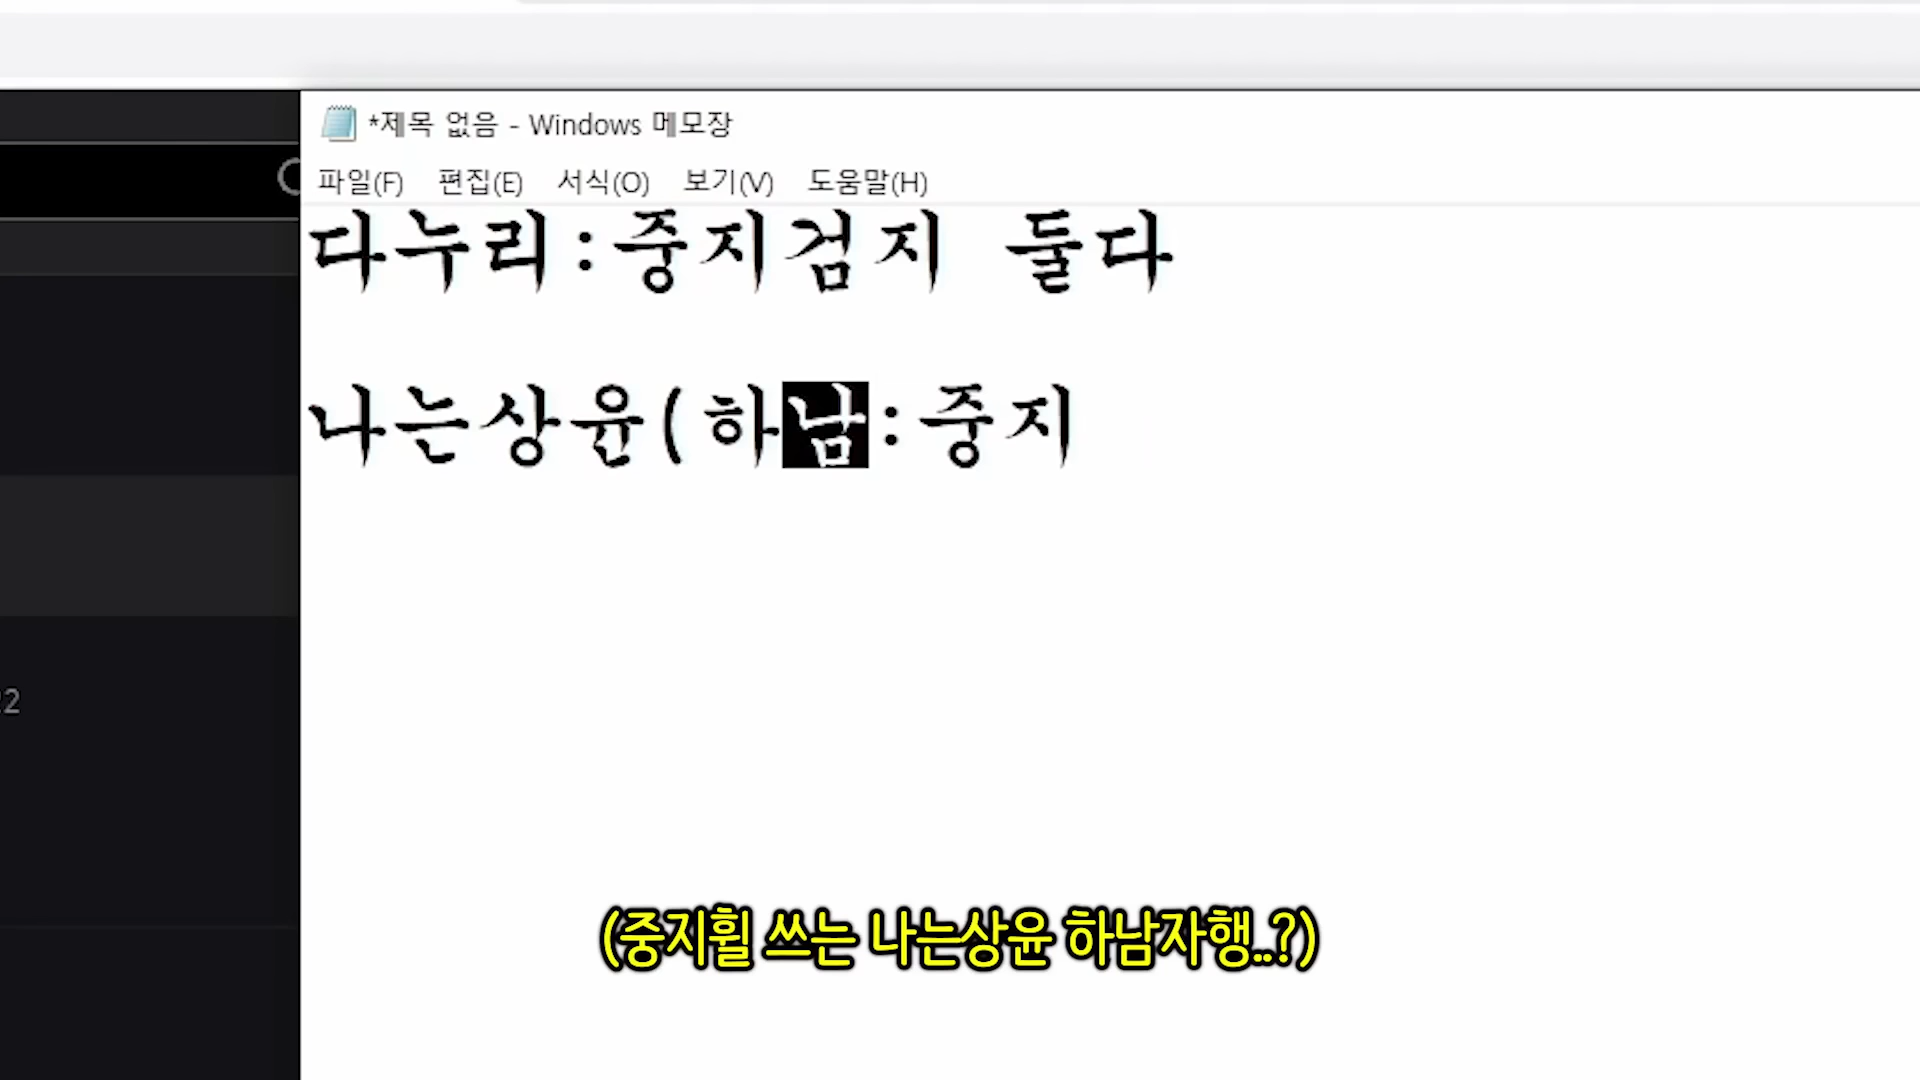 *제목 없음 - Windows 메모장
파일(F) 편집(E) 서식(O) 보기(V) 도움말(H)
다누리:중지검지 둘다
나는상윤(하남:중지
22
(중지휠 쓰는 나는상윤 하남자행..?)